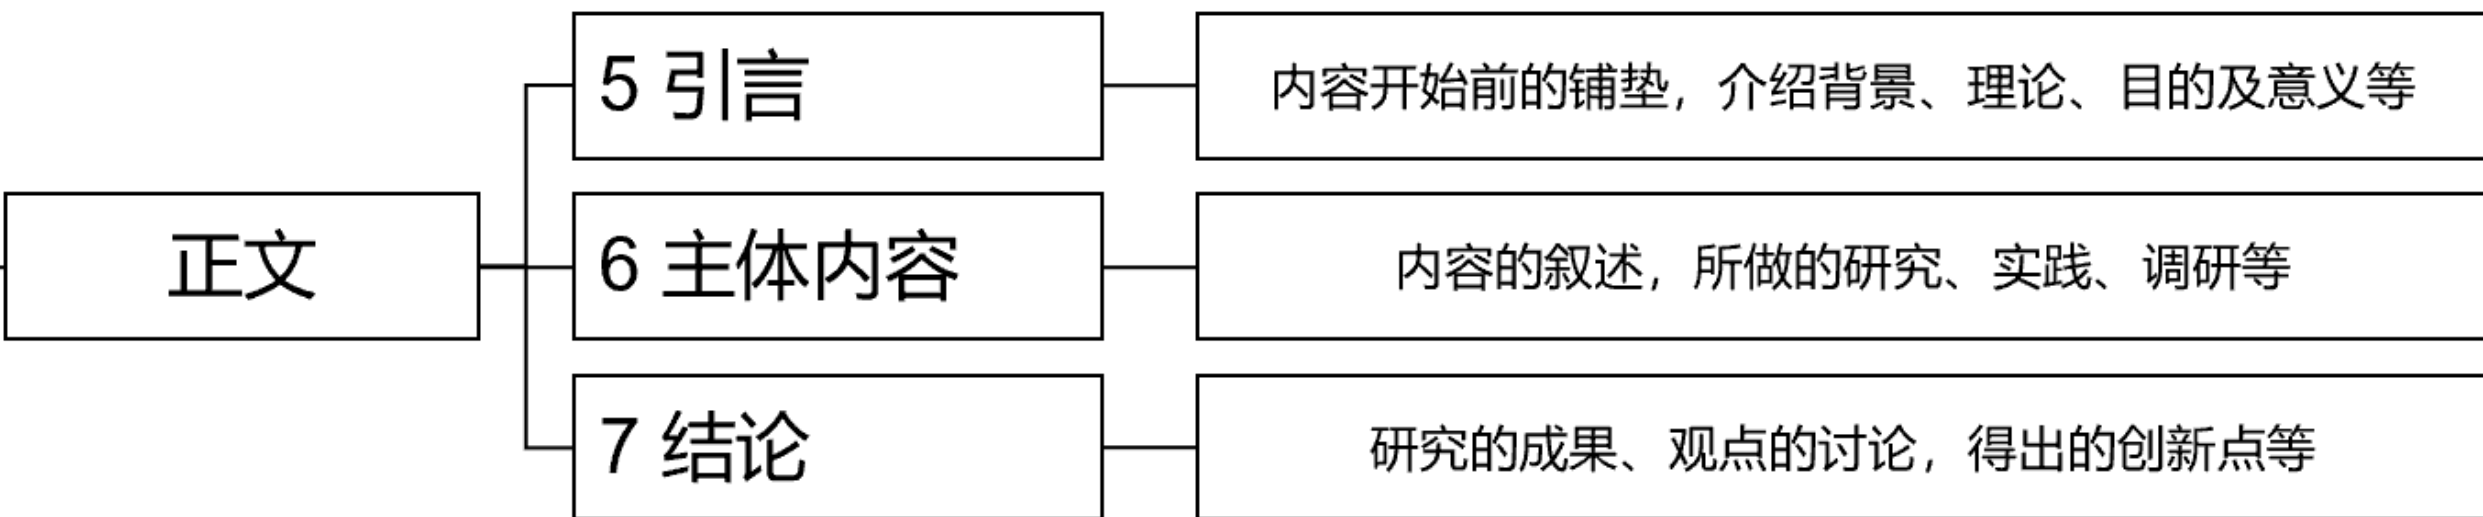 5 引言
内容开始前的铺垫，介绍背景、理论、目的及意义等
正文
6 主体内容
内容的叙述，所做的研究、实践、调研等
7 结论
研究的成果、观点的讨论，得出的创新点等